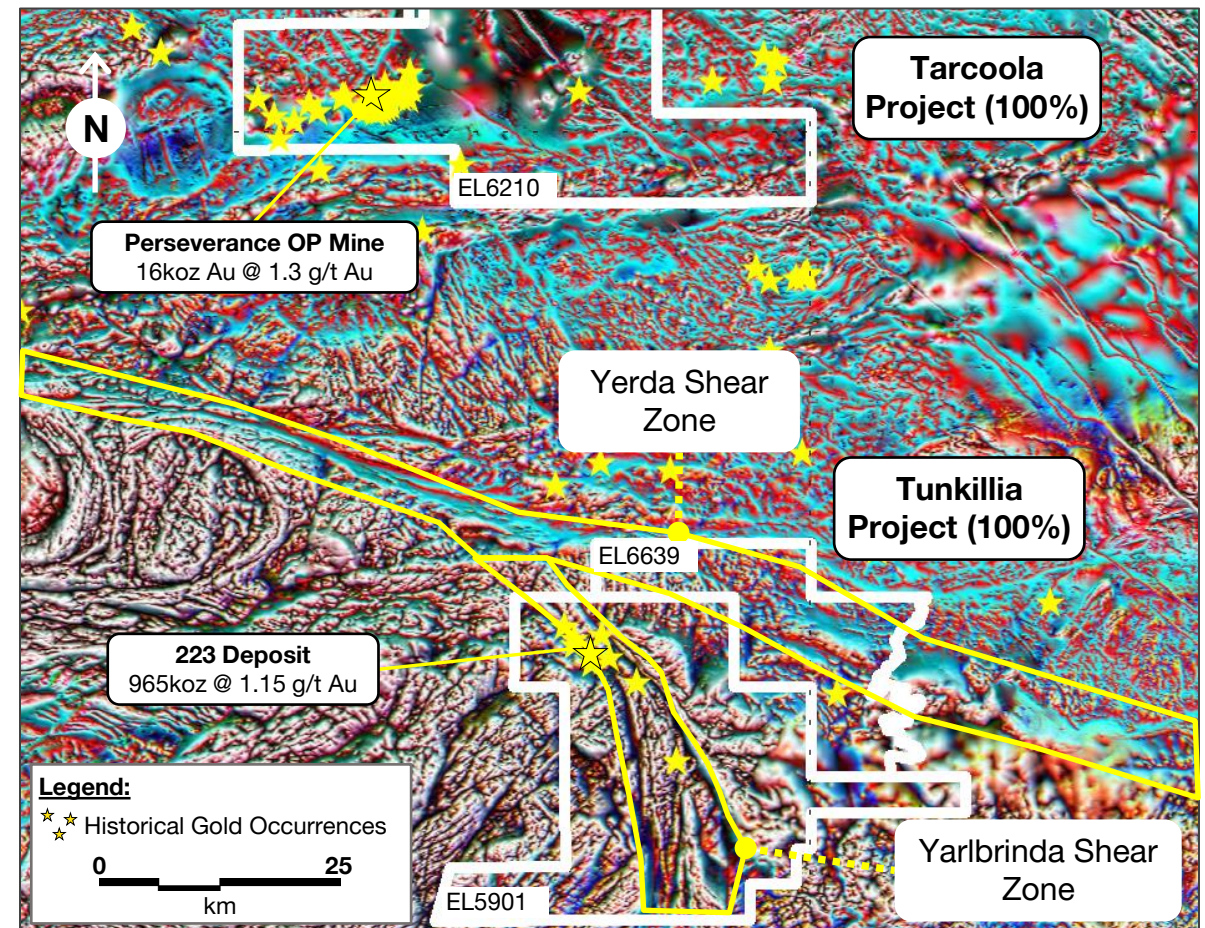 Tarcoola
Project (100%)
N
EL6210
Perseverance OP Mine
16koz Au @ 1.3 g/t Au
Yerda Shear
Zone
Tunkillia
Project (100%)
EL6639
223 Deposit
965koz @ 1.15 g/t Au
Legend:
Historical Gold Occurrences
0 25
km
EL5901
Yarlbrinda Shear
Zone